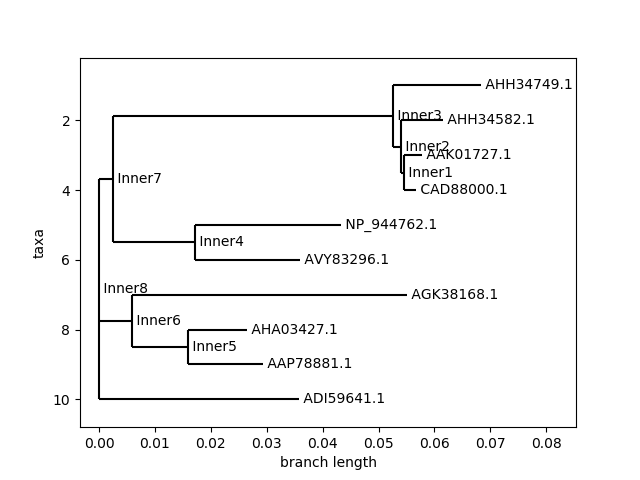 AHH34749.1
Inner3
AHH34582.1
2
Inner2
AAK01727.1
Inner1
Inner7
CAD88000.1
4
NP_944762.1
Inner4
AVY83296.1
6
taxa
Inner8
AGK38168.1
Inner6
AHA03427.1
8
Inner5
AAP78881.1
ADI59641.1
10
0.00 0.01 0.02 0.03 0.04 0.05 0.06 0.07 0.08
branch length